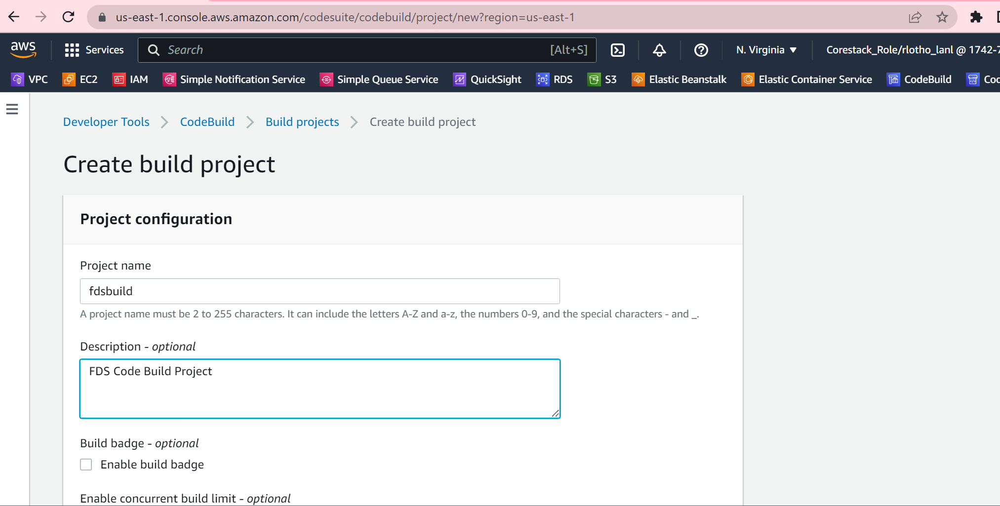 us-east-1.console.aws.amazon.com/codesuite/codebuild/project/new?region=us-east-1
aws Services Search [Alt+S] N. Virginia Corestack_Role/rlotho_lanl @ 1742-
VPC EC2 IAM Simple Notification Service Simple Queue Service QuickSight RDS S3 Elastic Beanstalk Elastic Container Service CodeBuild
Developer Tools CodeBuild Build projects Create build project
Create build project
Project configuration
Project name
fdsbuild
A project name must be 2 to 255 characters. It can include the letters A-Z and a-z, the numbers 0-9, and the special characters - and _.
Description - optional
FDS Code Build Project
Build badge - optional
Enable build badge
Enable concurrent build limit - optional